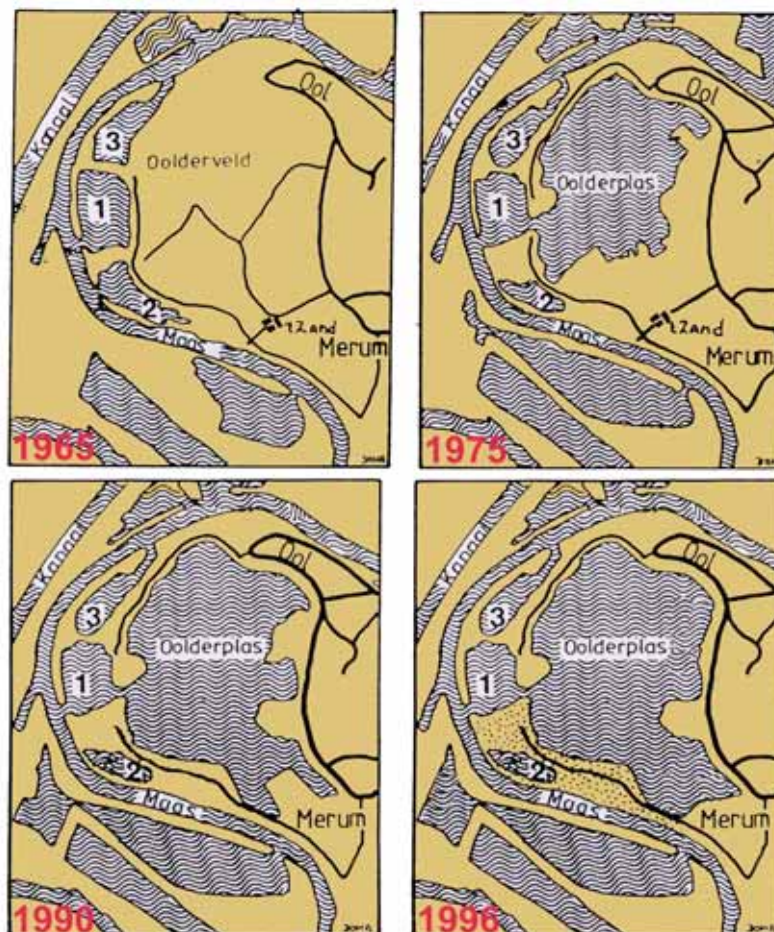 Kanaal
3
Ool
Oolderveld
1
2
t Zand
Maas
Merum
1965
Kanaal
3
Ool
1
Oolderplas
2
t Zand
Maas
Merum
1975
Kanaal
Ool
3
Oolderplas
1
2
Maas
Merum
1990
Kanaal
Ool
3
Oolderplas
1
2
Maas
Merum
1996